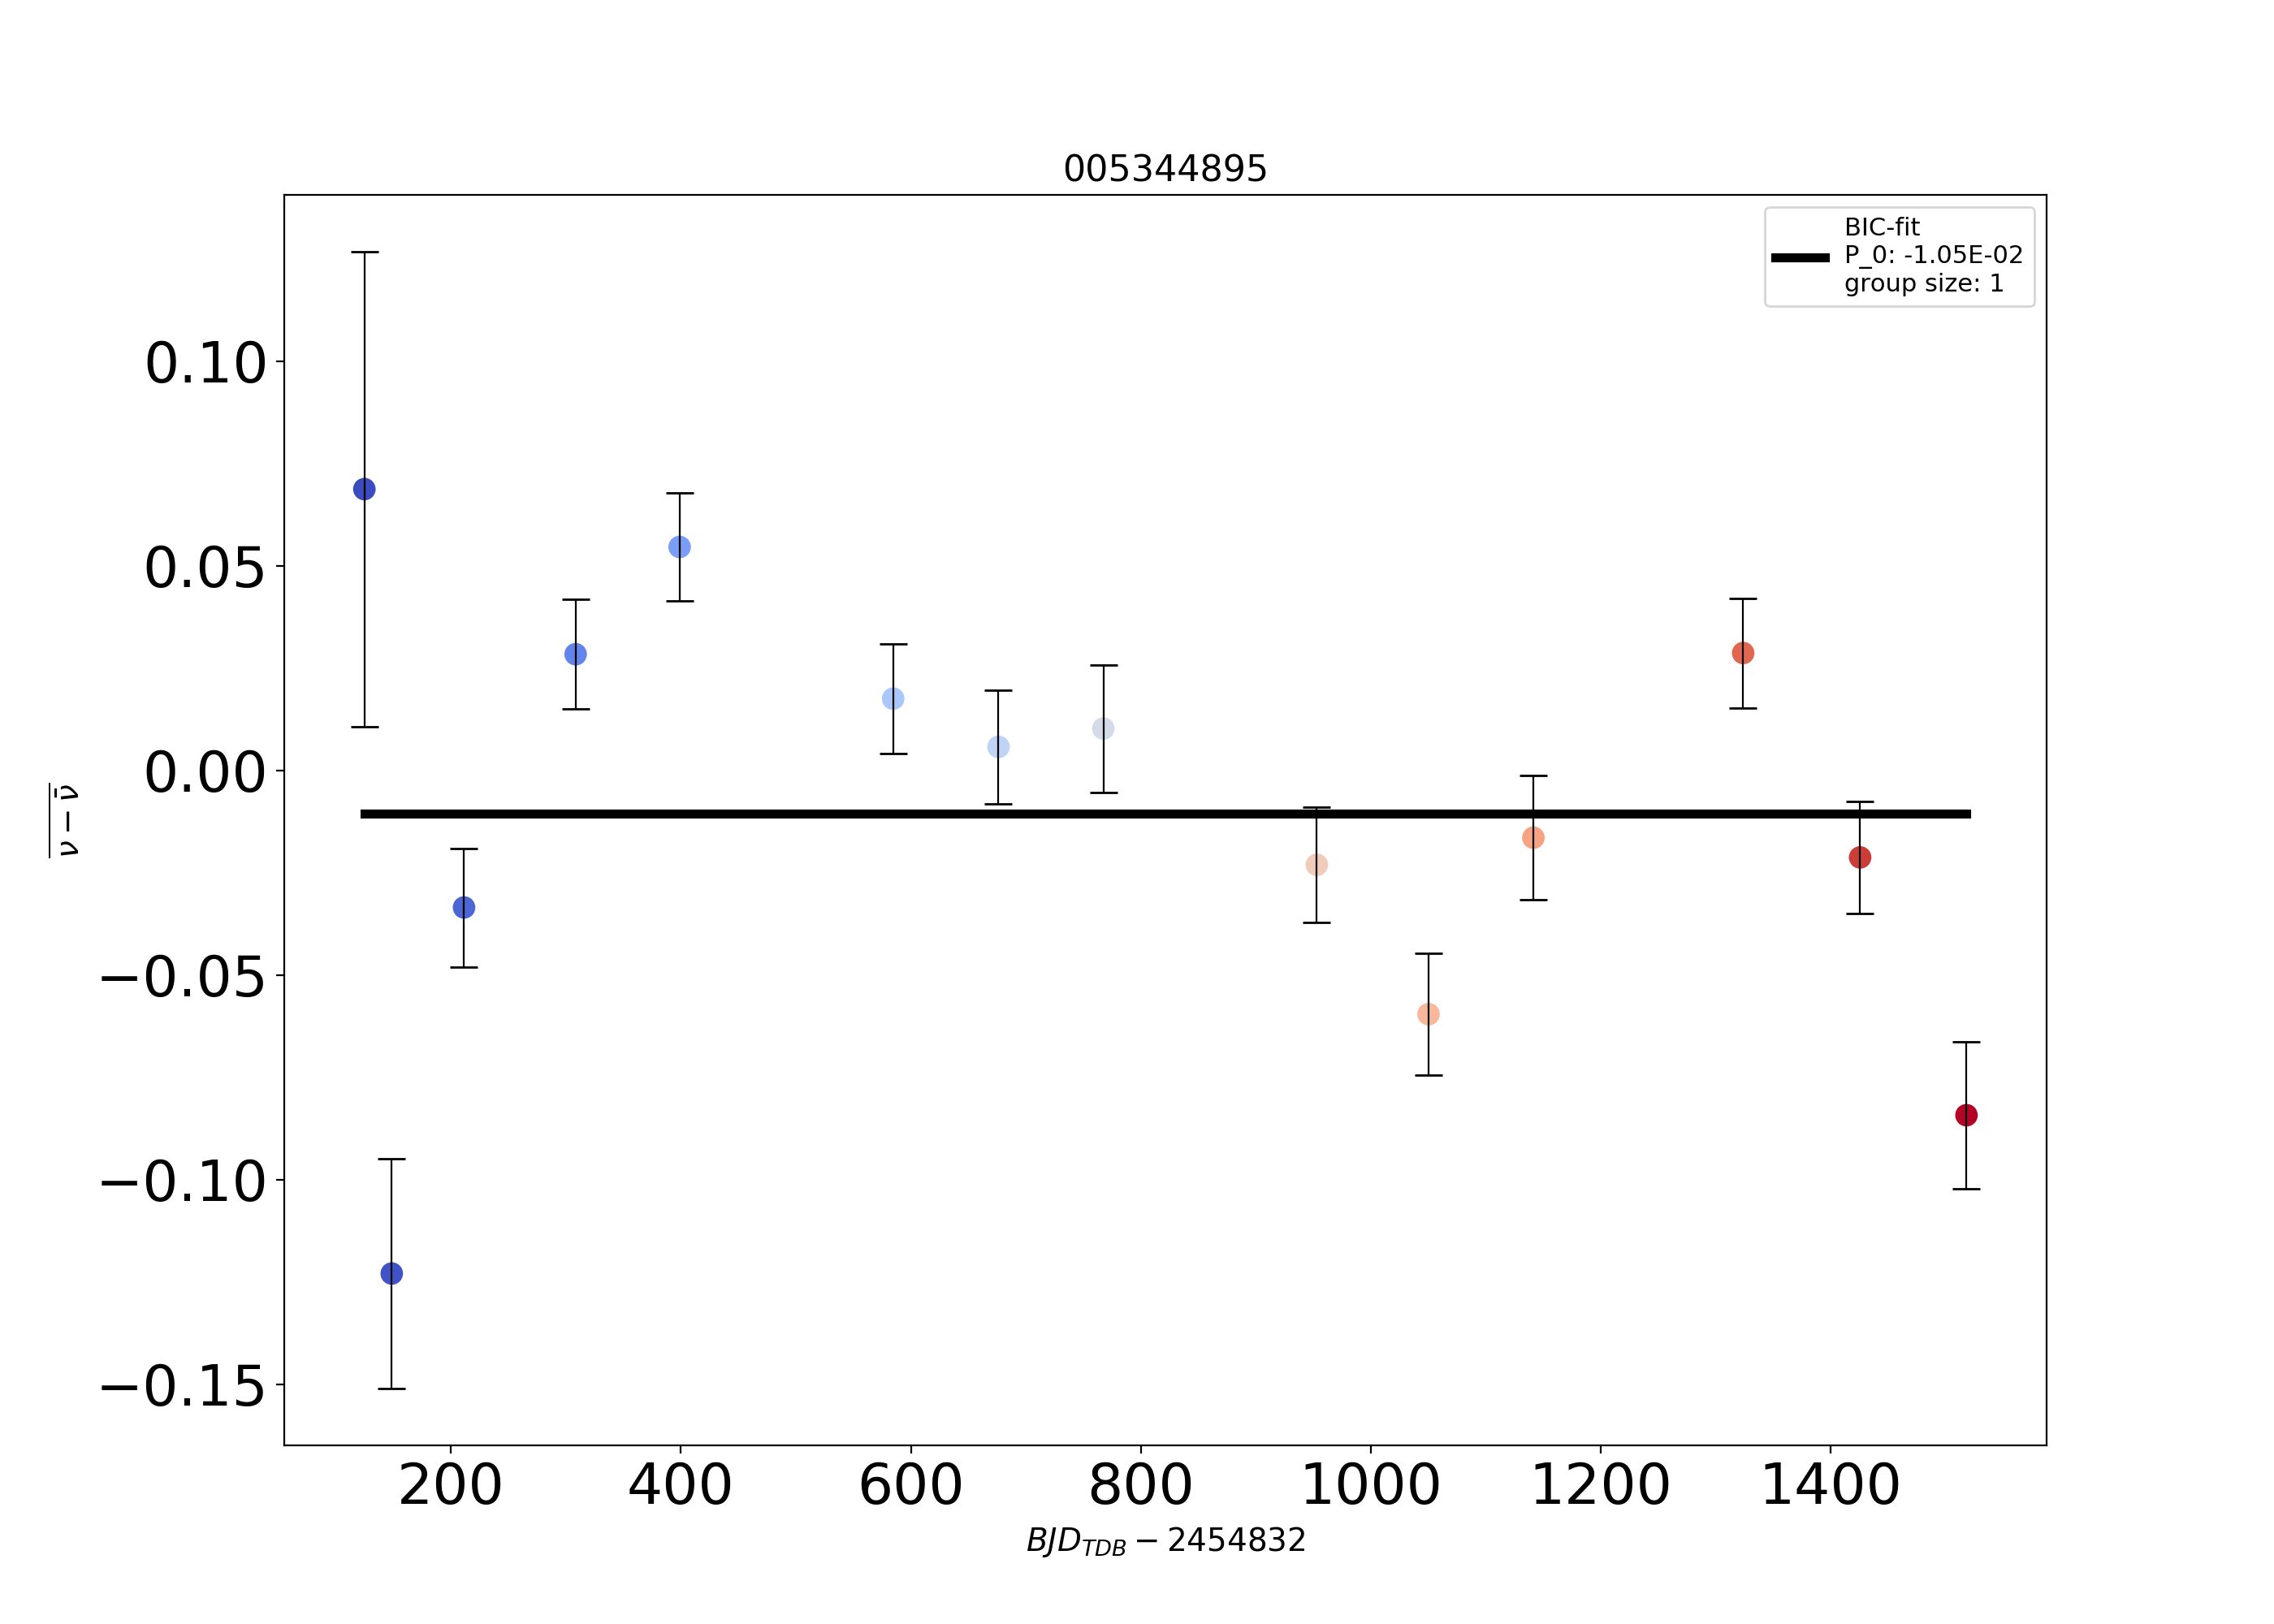 005344895
BIC-fit
P_0: -1.05E-02
group size: 1
0.10
0.05
0.00
−0.05
−0.10
−0.15
ν − ν̄
200 400 600 800 1000 1200 1400
BJD_TDB − 2454832